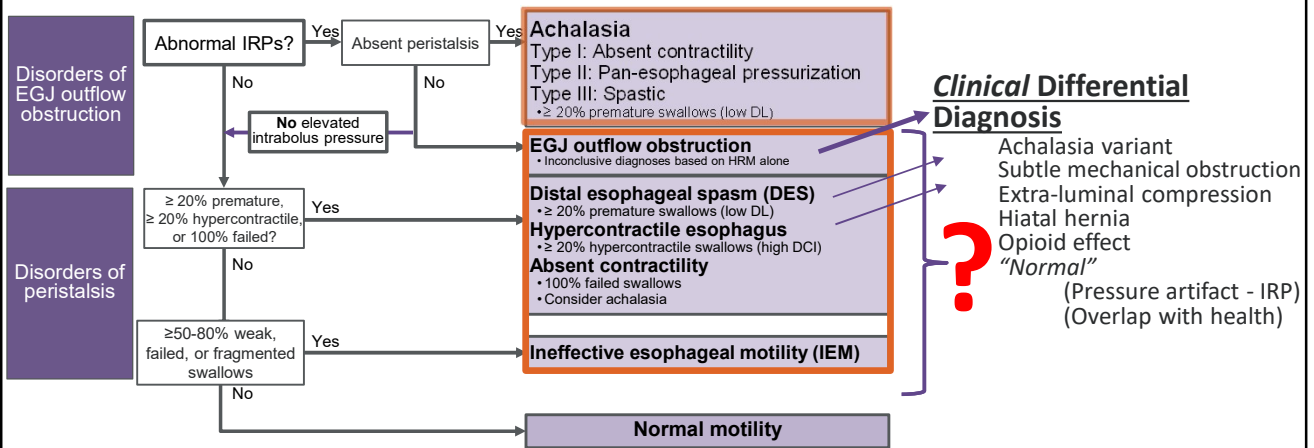 Disorders of
EGJ outflow
obstruction
Abnormal IRPs?
Yes
Absent peristalsis
Yes
Achalasia
Type I: Absent contractility
Type II: Pan-esophageal pressurization
Type III: Spastic
•≥ 20% premature swallows (low DL)
No
No
No elevated
intrabolus pressure
EGJ outflow obstruction
• Inconclusive diagnoses based on HRM alone
Disorders of
peristalsis
≥ 20% premature,
≥ 20% hypercontractile,
or 100% failed?
Yes
Distal esophageal spasm (DES)
•≥ 20% premature swallows (low DL)
Hypercontractile esophagus
•≥ 20% hypercontractile swallows (high DCI)
Absent contractility
• 100% failed swallows
• Consider achalasia
No
≥50-80% weak,
failed, or fragmented
swallows
Yes
Ineffective esophageal motility (IEM)
No
Normal motility
?
Clinical Differential
Diagnosis
Achalasia variant
Subtle mechanical obstruction
Extra-luminal compression
Hiatal hernia
Opioid effect
“Normal”
(Pressure artifact - IRP)
(Overlap with health)